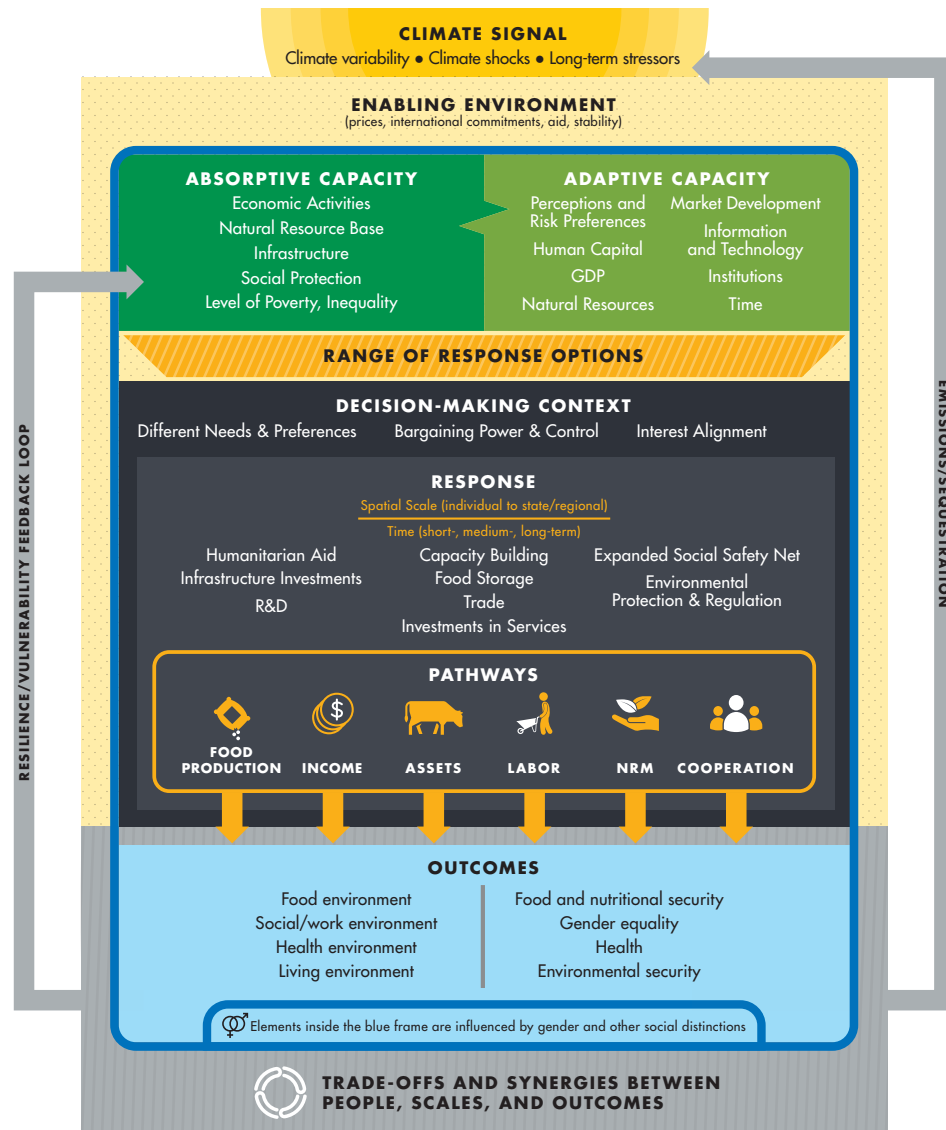 CLIMATE SIGNAL
Climate variability ● Climate shocks ● Long-term stressors
ENABLING ENVIRONMENT
(prices, international commitments, aid, stability)
ABSORPTIVE CAPACITY
Economic Activities
Natural Resource Base
Infrastructure
Social Protection
Level of Poverty, Inequality
ADAPTIVE CAPACITY
Perceptions and
Risk Preferences
Human Capital
GDP
Natural Resources
Market Development
Information
and Technology
Institutions
Time
RANGE OF RESPONSE OPTIONS
DECISION-MAKING CONTEXT
Different Needs & Preferences
Bargaining Power & Control
Interest Alignment
RESPONSE
Spatial Scale (individual to state/regional)
Time (short-, medium-, long-term)
Humanitarian Aid
Infrastructure Investments
R&D
Capacity Building
Food Storage
Trade
Investments in Services
Expanded Social Safety Net
Environmental
Protection & Regulation
PATHWAYS
$
FOOD
PRODUCTION
INCOME
ASSETS
LABOR
NRM
COOPERATION
OUTCOMES
Food environment
Social/work environment
Health environment
Living environment
Food and nutritional security
Gender equality
Health
Environmental security
Elements inside the blue frame are influenced by gender and other social distinctions
TRADE-OFFS AND SYNERGIES BETWEEN
PEOPLE, SCALES, AND OUTCOMES
RESILIENCE/VULNERABILITY FEEDBACK LOOP
EMISSIONS/SEQUESTRATION